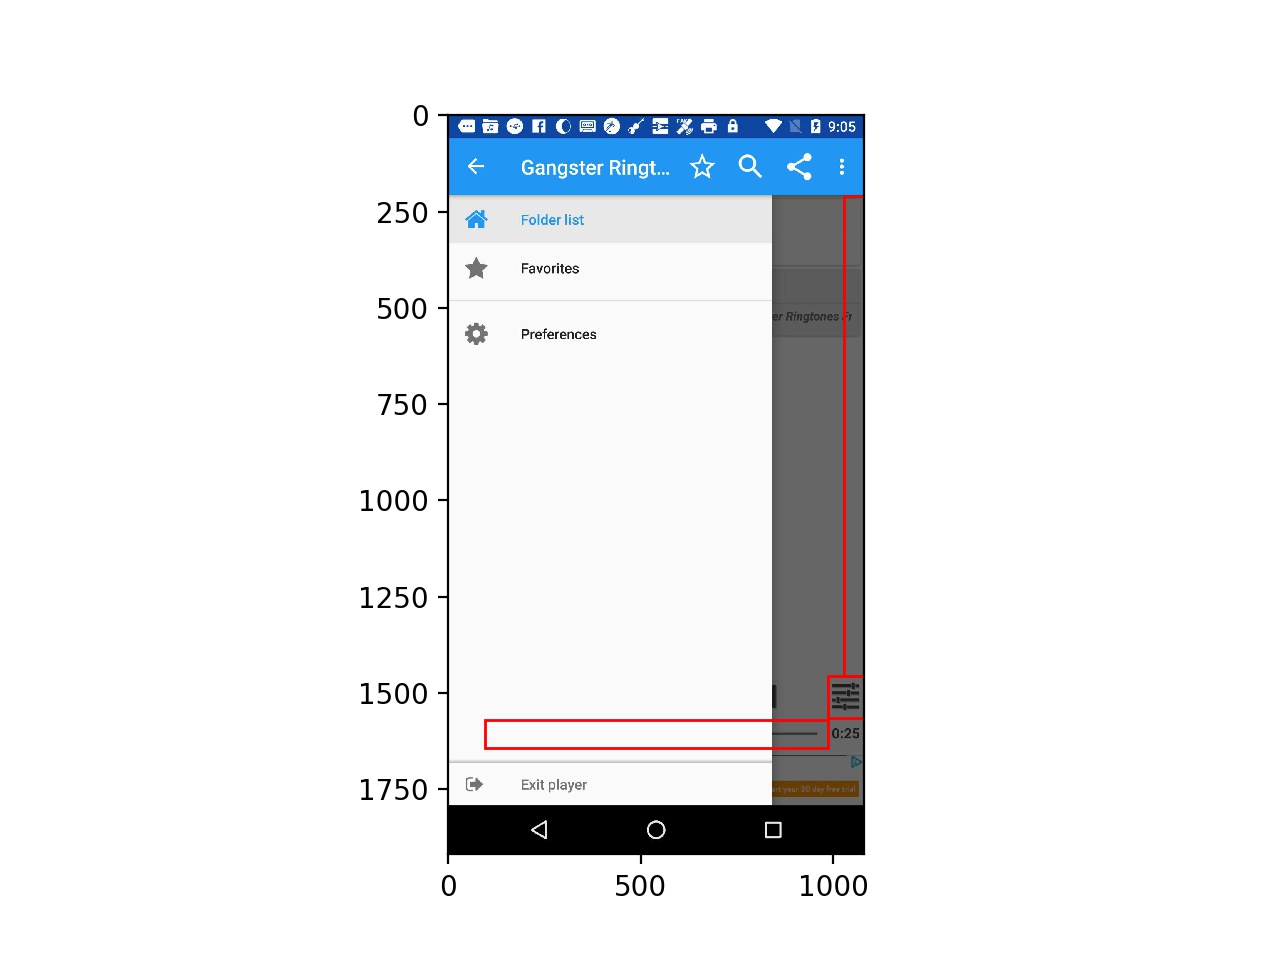 0
9:05
Gangster Ringt...
250
Folder list
Favorites
500
er Ringtones Fr
Preferences
750
1000
1250
1500
0:25
1750
Exit player
art your 30 day free trial
0
500
1000